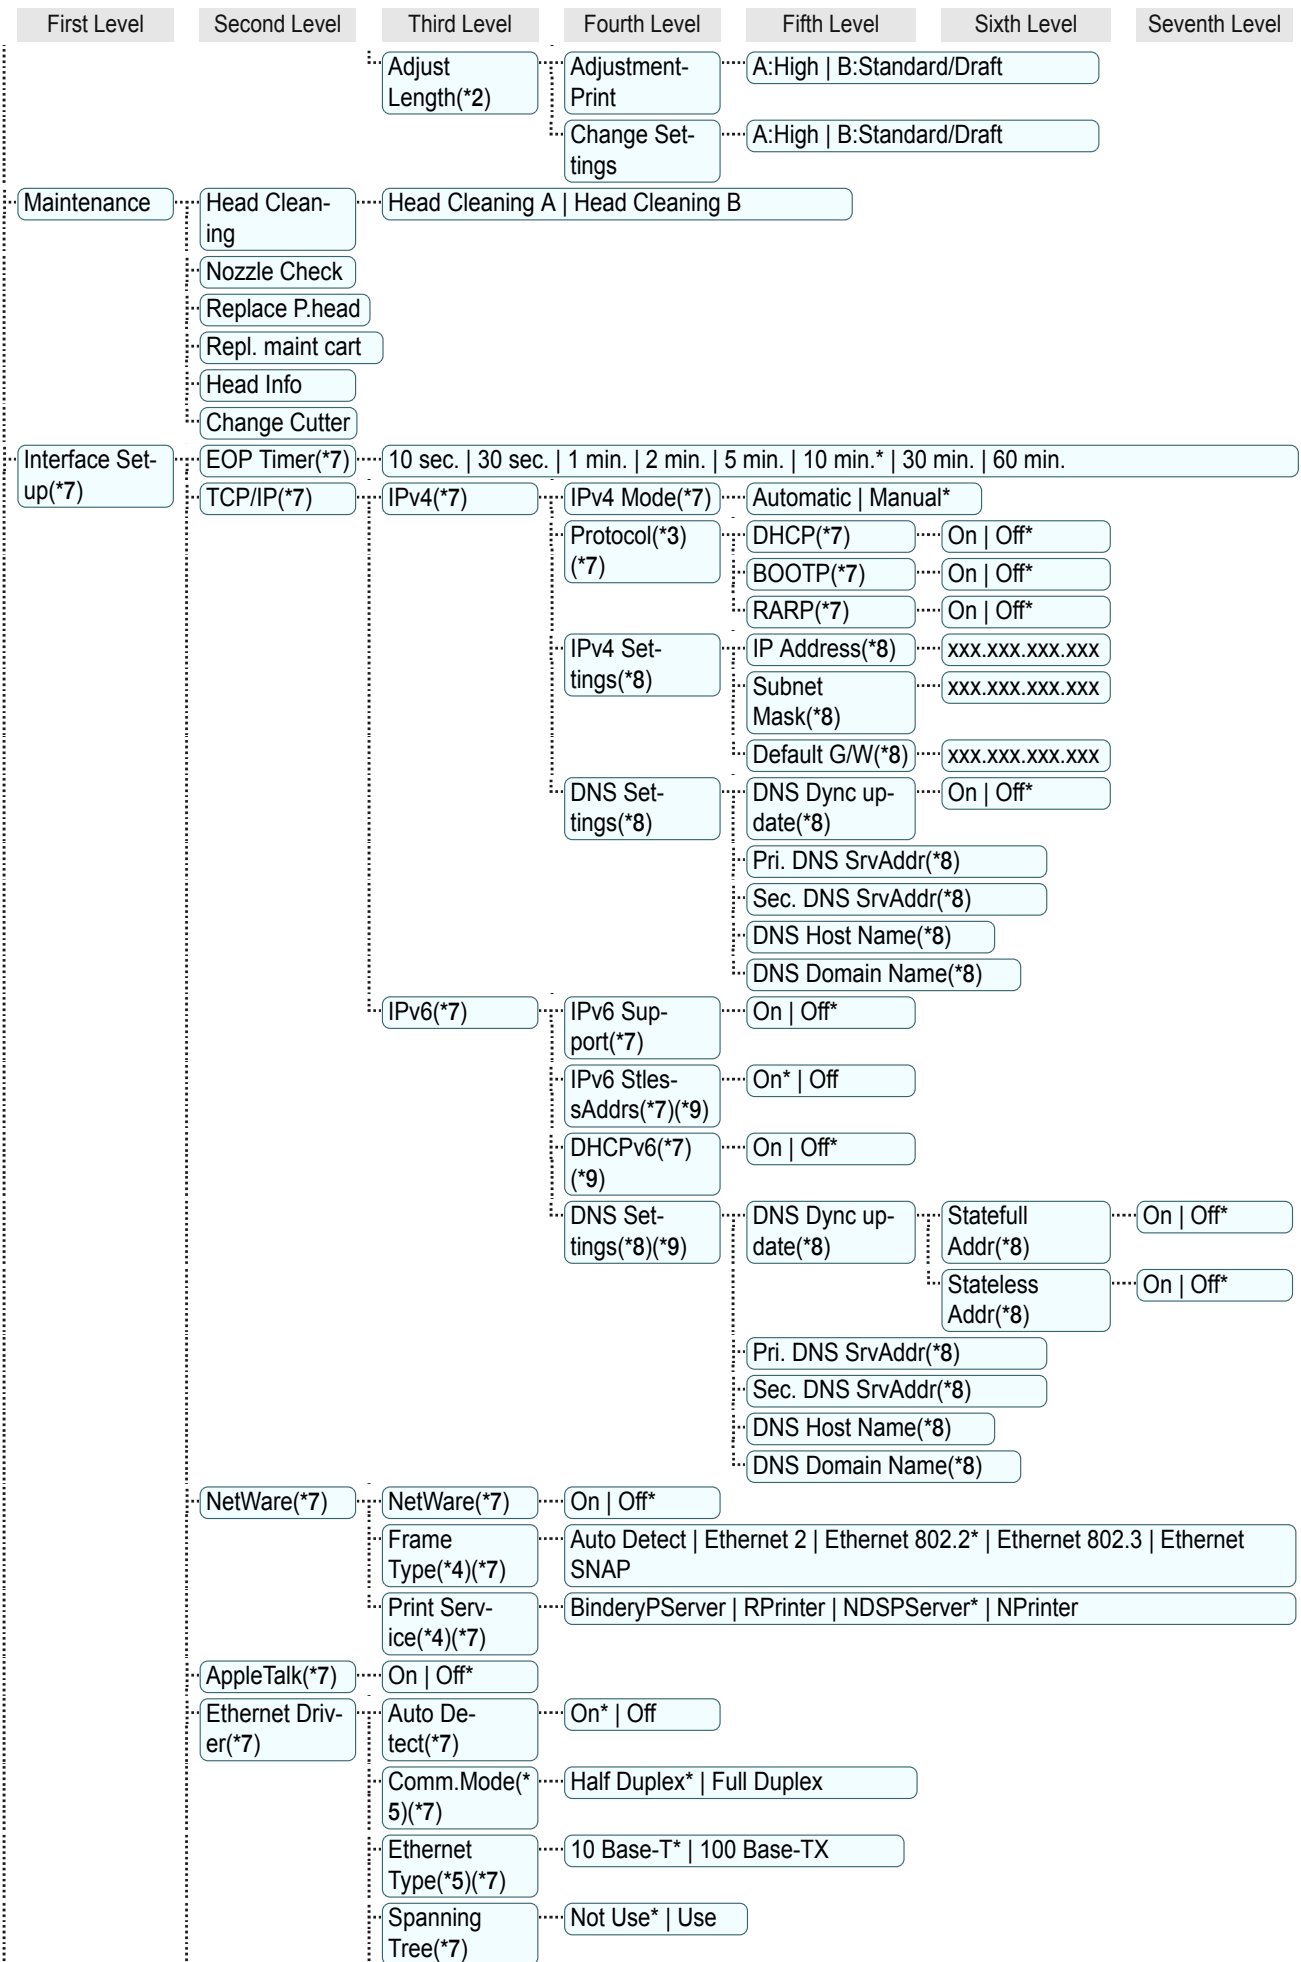 First Level Second Level Third Level Fourth Level Fifth Level Sixth Level Seventh Level
Adjust
Length(*2)
Adjustment-
Print
A:High | B:Standard/Draft
Change Set-
tings
A:High | B:Standard/Draft
Maintenance
Head Clean-
ing
Head Cleaning A | Head Cleaning B
Nozzle Check
Replace P.head
Repl. maint cart
Head Info
Change Cutter
Interface Set-
up(*7)
EOP Timer(*7)
10 sec. | 30 sec. | 1 min. | 2 min. | 5 min. | 10 min.* | 30 min. | 60 min.
TCP/IP(*7)
IPv4(*7)
IPv4 Mode(*7)
Automatic | Manual*
Protocol(*3)
(*7)
DHCP(*7)
On | Off*
BOOTP(*7)
On | Off*
RARP(*7)
On | Off*
IPv4 Set-
tings(*8)
IP Address(*8)
xxx.xxx.xxx.xxx
Subnet
Mask(*8)
xxx.xxx.xxx.xxx
Default G/W(*8)
xxx.xxx.xxx.xxx
DNS Set-
tings(*8)
DNS Dync up-
date(*8)
On | Off*
Pri. DNS SrvAddr(*8)
Sec. DNS SrvAddr(*8)
DNS Host Name(*8)
DNS Domain Name(*8)
IPv6(*7)
IPv6 Sup-
port(*7)
On | Off*
IPv6 Stles-
sAddrs(*7)(*9)
On* | Off
DHCPv6(*7)
(*9)
On | Off*
DNS Set-
tings(*8)(*9)
DNS Dync up-
date(*8)
Statefull
Addr(*8)
On | Off*
Stateless
Addr(*8)
On | Off*
Pri. DNS SrvAddr(*8)
Sec. DNS SrvAddr(*8)
DNS Host Name(*8)
DNS Domain Name(*8)
NetWare(*7)
NetWare(*7)
On | Off*
Frame
Type(*4)(*7)
Auto Detect | Ethernet 2 | Ethernet 802.2* | Ethernet 802.3 | Ethernet
SNAP
Print Serv-
ice(*4)(*7)
BinderyPServer | RPrinter | NDSPServer* | NPrinter
AppleTalk(*7)
On | Off*
Ethernet Driv-
er(*7)
Auto De-
tect(*7)
On* | Off
Comm.Mode(*
5)(*7)
Half Duplex* | Full Duplex
Ethernet
Type(*5)(*7)
10 Base-T* | 100 Base-TX
Spanning
Tree(*7)
Not Use* | Use